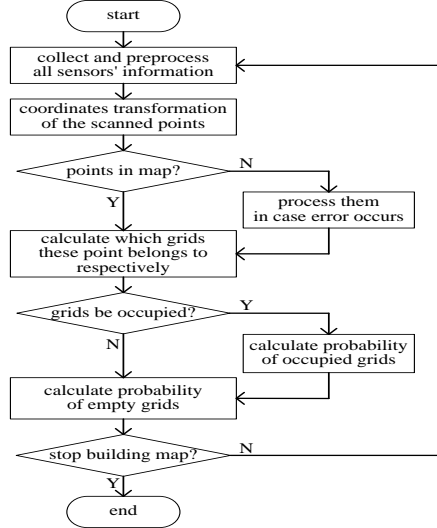 start
collect and preprocess
all sensors' information
coordinates transformation
of the scanned points
points in map?
N
Y
process them
in case error occurs
calculate which grids
these point belongs to
respectively
grids be occupied?
Y
N
calculate probability
of occupied grids
calculate probability
of empty grids
stop building map?
N
Y
end